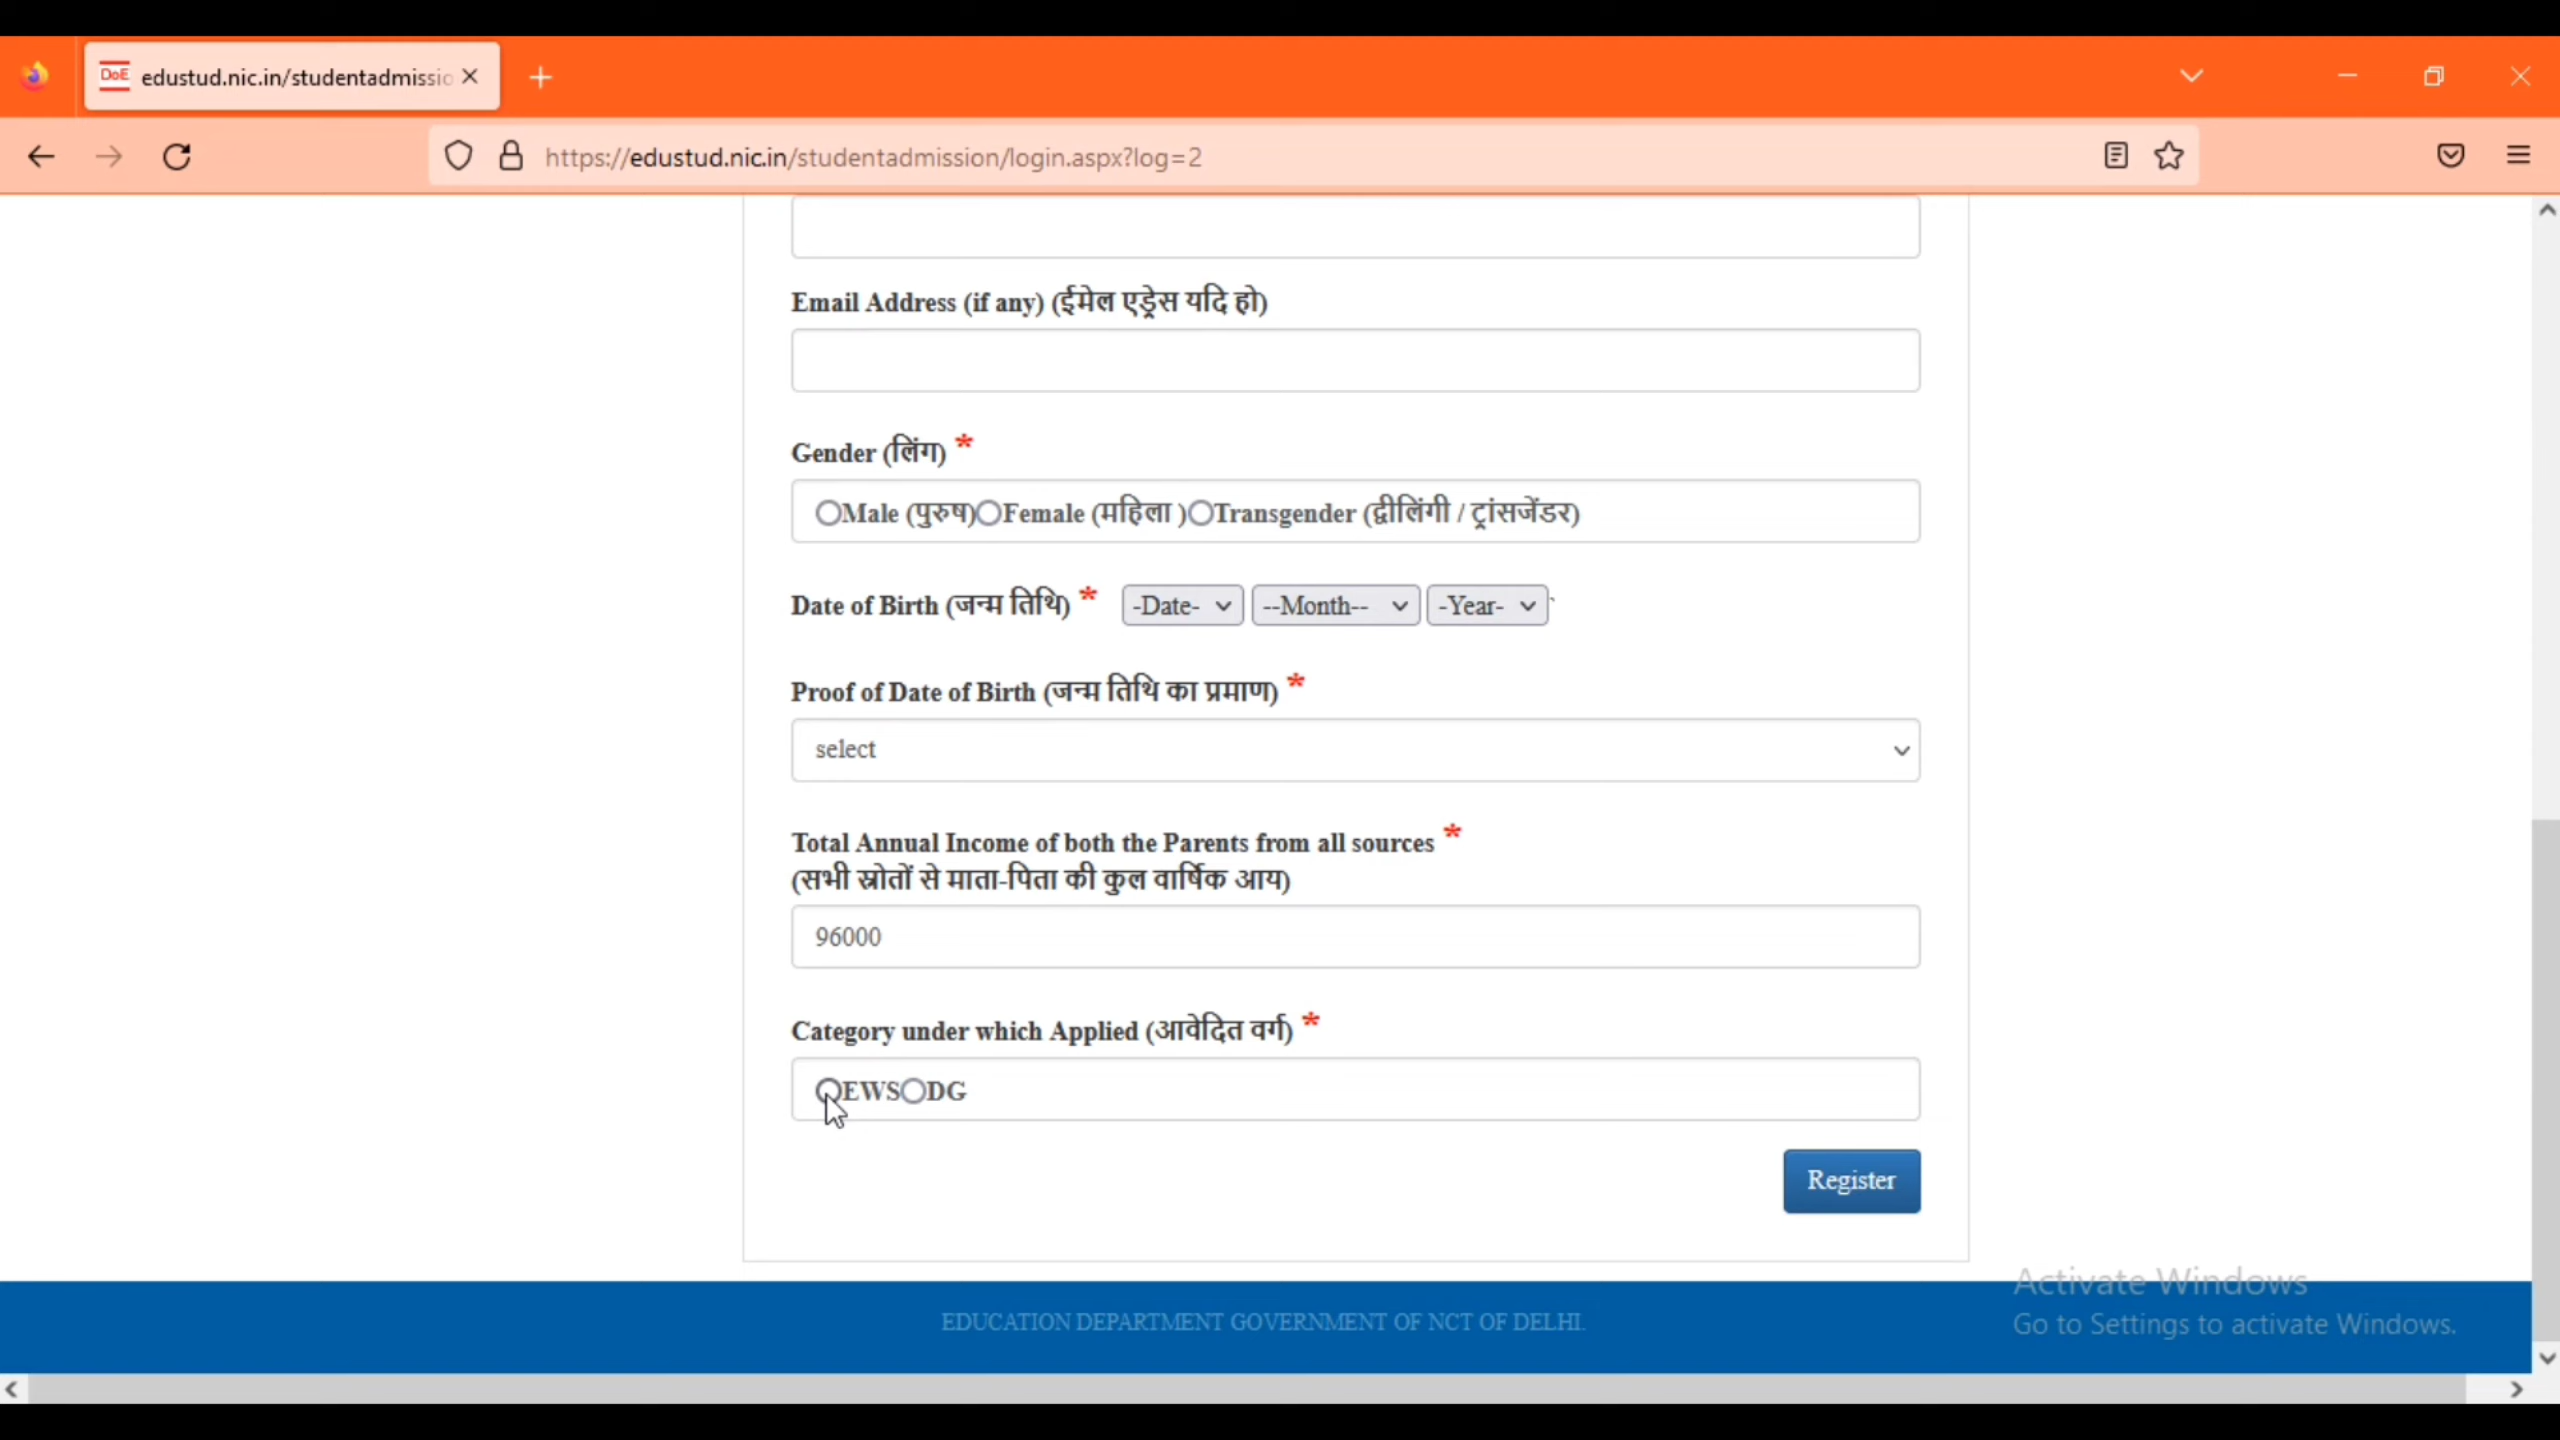 DoE edustud.nic.in/studentadmissio
https://edustud.nic.in/studentadmission/login.aspx?log=2
Email Address (if any) (ईमेल एड्रेस यदि हो)
Gender (लिंग) *
Male (पुरुष) Female (महिला ) Transgender (द्वीलिंगी / ट्रांसजेंडर)
Date of Birth (जन्म तिथि) * -Date- --Month-- -Year- `
Proof of Date of Birth (जन्म तिथि का प्रमाण) *
select
Total Annual Income of both the Parents from all sources *
(सभी स्रोतों से माता-पिता की कुल वार्षिक आय)
96000
Category under which Applied (आवेदित वर्ग) *
EWS DG
Register
Activate Windows
EDUCATION DEPARTMENT GOVERNMENT OF NCT OF DELHI.
Go to Settings to activate Windows.